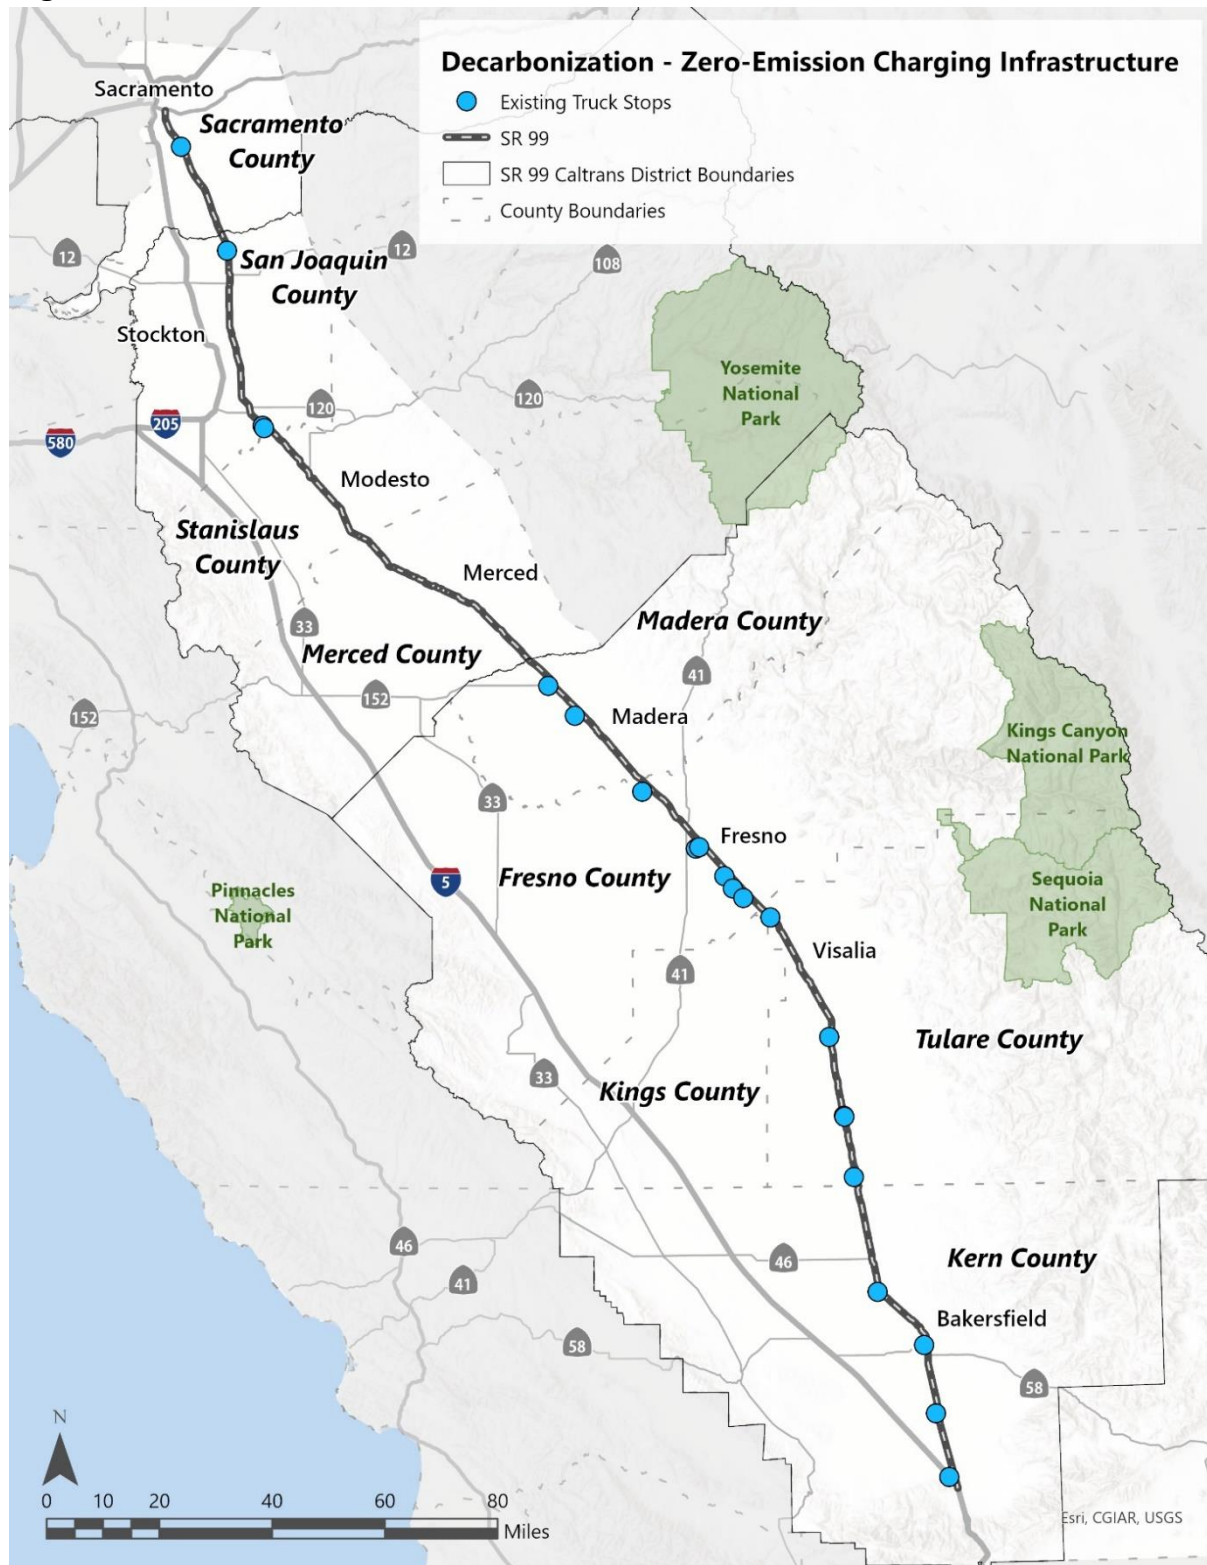 Decarbonization - Zero-Emission Charging Infrastructure
Existing Truck Stops
SR 99
SR 99 Caltrans District Boundaries
County Boundaries
Sacramento
Sacramento
County
12
San Joaquin
County
12
108
Stockton
Yosemite
National
Park
120
120
205
580
Modesto
Stanislaus
County
Merced
33
Madera County
Merced County
41
152
152
Madera
Kings Canyon
National Park
33
Fresno
Fresno County
5
Pinnacles
National
Park
Sequoia
National
Park
Visalia
41
Tulare County
33
Kings County
46
46
Kern County
41
Bakersfield
58
58
N
0 10 20 40 60 80
Miles
Esri, CGIAR, USGS